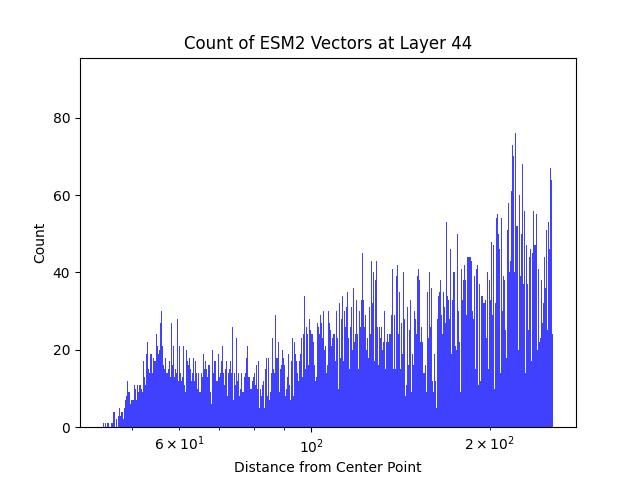 Count of ESM2 Vectors at Layer 44
80
60
40
20
0
Count
6 × 10¹
10²
2 × 10²
Distance from Center Point